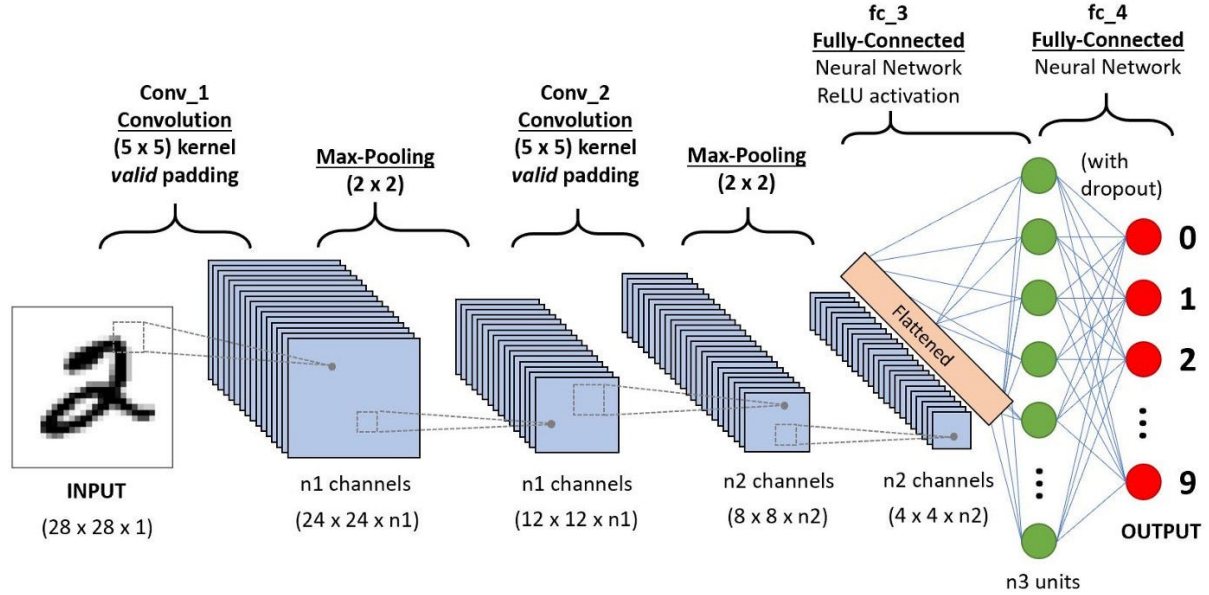 Conv_1
Convolution
(5 x 5) kernel
valid padding
Max-Pooling
(2 x 2)
Conv_2
Convolution
(5 x 5) kernel
valid padding
Max-Pooling
(2 x 2)
fc_3
Fully-Connected
Neural Network
ReLU activation
fc_4
Fully-Connected
Neural Network
(with
dropout)
2
Flattened
0
1
2
9
OUTPUT
INPUT
(28 x 28 x 1)
n1 channels
(24 x 24 x n1)
n1 channels
(12 x 12 x n1)
n2 channels
(8 x 8 x n2)
n2 channels
(4 x 4 x n2)
n3 units